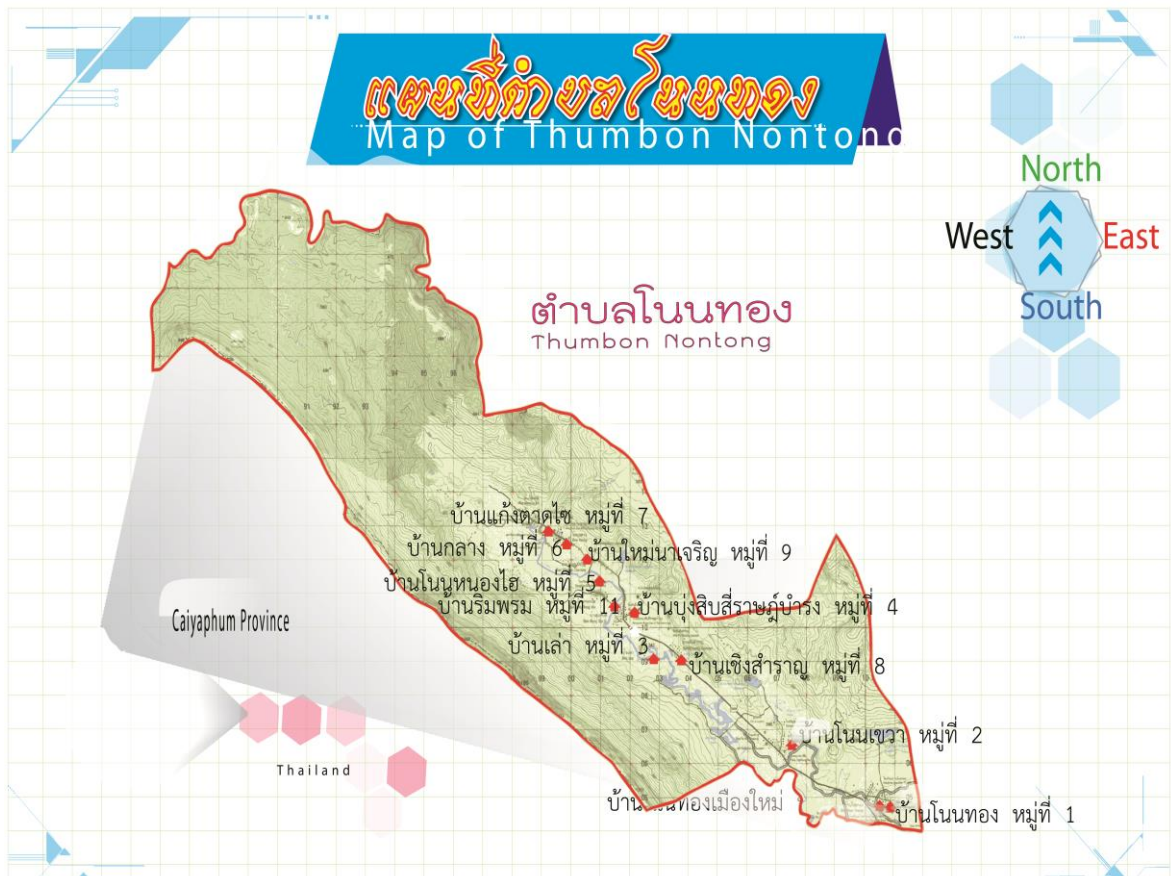 แผนที่ตำบลโนนทอง
Map of Thumbon Nontong
North
West
East
South
ตำบลโนนทอง
Thumbon Nontong
บ้านแก้งตาดไซ หมู่ที่ 7
บ้านกลาง หมู่ที่ 6
บ้านใหม่นาเจริญ หมู่ที่ 9
บ้านโนนหนองไฮ หมู่ที่ 5
บ้านริมพรม หมู่ที่ 11
บ้านบุ่งสิบสี่ราษฎ์บำรง หมู่ที่ 4
บ้านเล่า หมู่ที่ 3
บ้านเชิงสำราญ หมู่ที่ 8
Caiyaphum Province
บ้านโนนเขวา หมู่ที่ 2
Thailand
บ้านโนนทองเมืองใหม่
บ้านโนนทอง หมู่ที่ 1